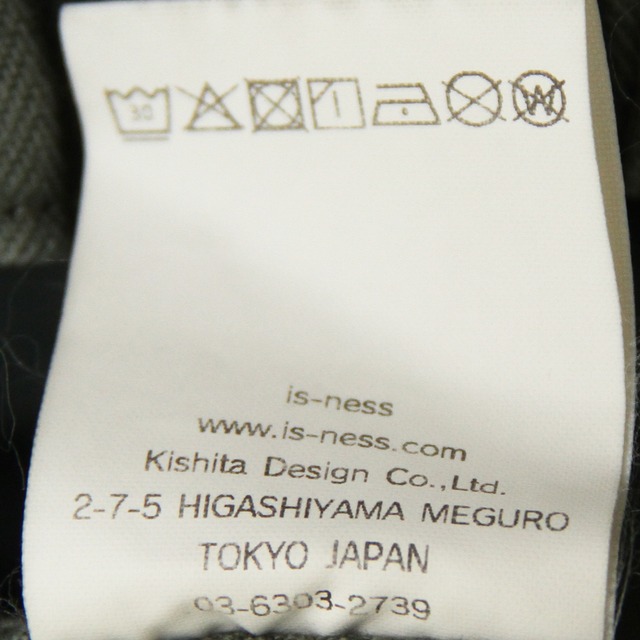 30
W
is-ness
www.is-ness.com
Kishita Design Co.,Ltd.
2-7-5 HIGASHIYAMA MEGURO
TOKYO JAPAN
03-6303-2739